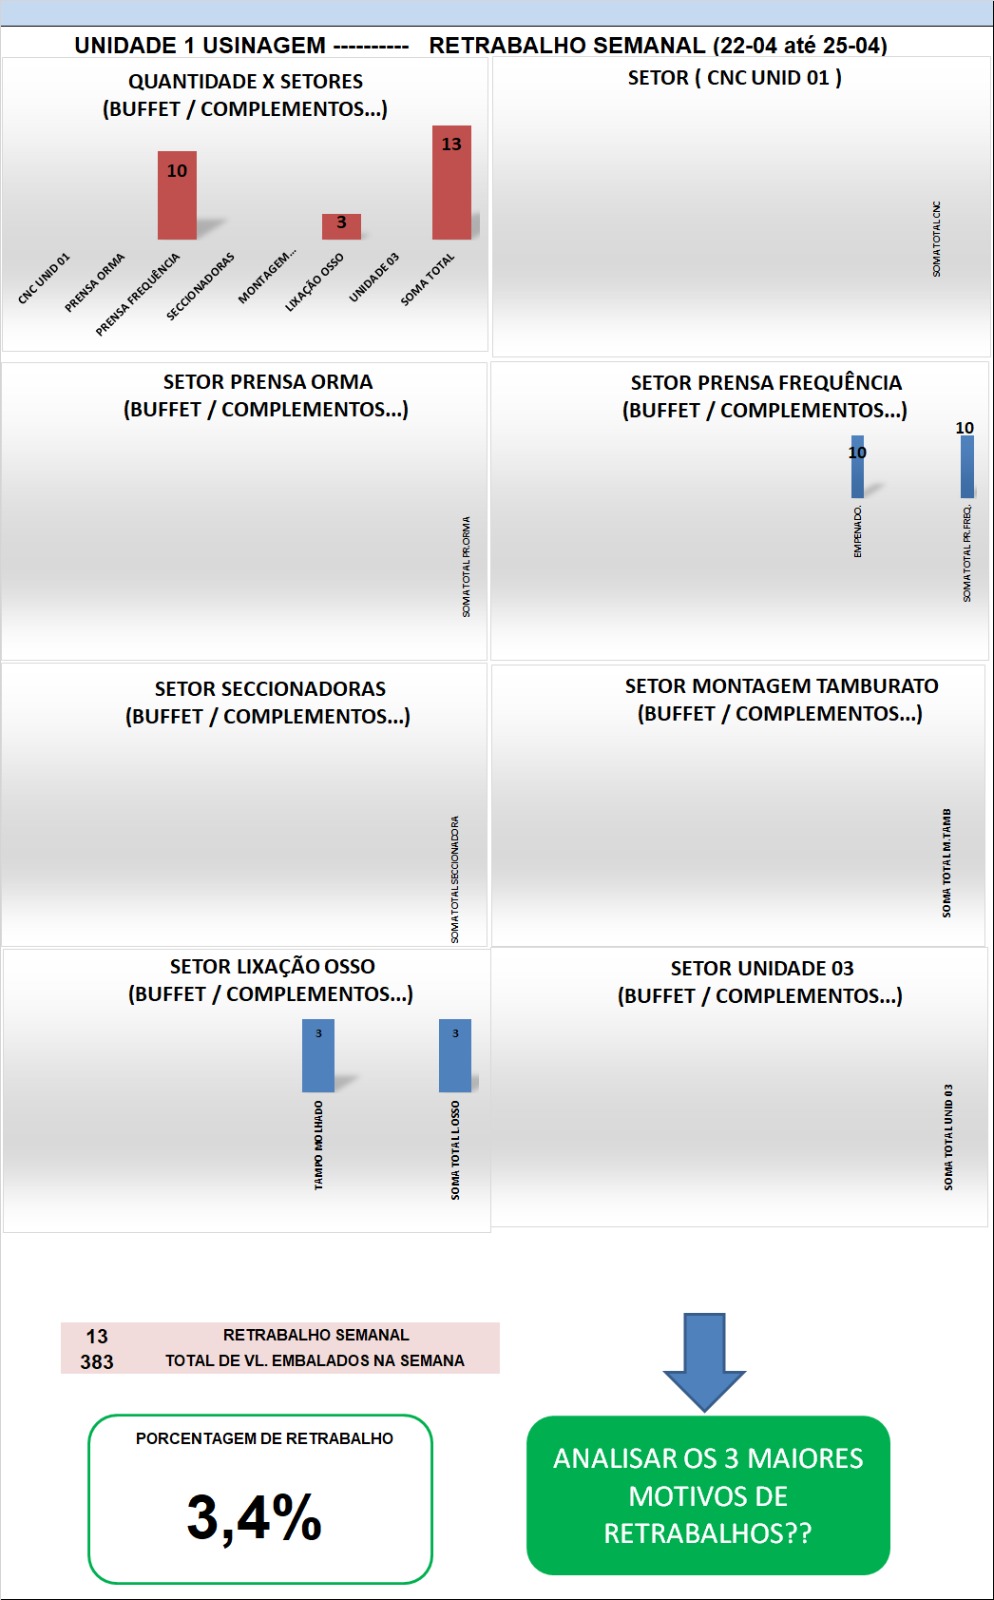 UNIDADE 1 USINAGEM ---------- RETRABALHO SEMANAL (22-04 até 25-04)
QUANTIDADE X SETORES
(BUFFET / COMPLEMENTOS...)
10
3
13
CNC UNID 01
PRENSA ORMA
PRENSA FREQUÊNCIA
SECCIONADORAS
MONTAGEM...
LIXAÇÃO OSSO
UNIDADE 03
SOMA TOTAL
SETOR ( CNC UNID 01 )
SOMA TOTAL CNC
SETOR PRENSA ORMA
(BUFFET / COMPLEMENTOS...)
SOMA TOTAL PR.ORMA
SETOR PRENSA FREQUÊNCIA
(BUFFET / COMPLEMENTOS...)
10
10
EMPENADO.
SOMA TOTAL PR.FREQ.
SETOR SECCIONADORAS
(BUFFET / COMPLEMENTOS...)
SOMA TOTAL SECCIONADORA
SETOR MONTAGEM TAMBURATO
(BUFFET / COMPLEMENTOS...)
SOMA TOTAL M.TAMB
SETOR LIXAÇÃO OSSO
(BUFFET / COMPLEMENTOS...)
3
3
TAMPO MOLHADO
SOMA TOTAL L.OSSO
SETOR UNIDADE 03
(BUFFET / COMPLEMENTOS...)
SOMA TOTAL UNID 03
13 RETRABALHO SEMANAL
383 TOTAL DE VL. EMBALADOS NA SEMANA
PORCENTAGEM DE RETRABALHO
3,4%
ANALISAR OS 3 MAIORES
MOTIVOS DE
RETRABALHOS??